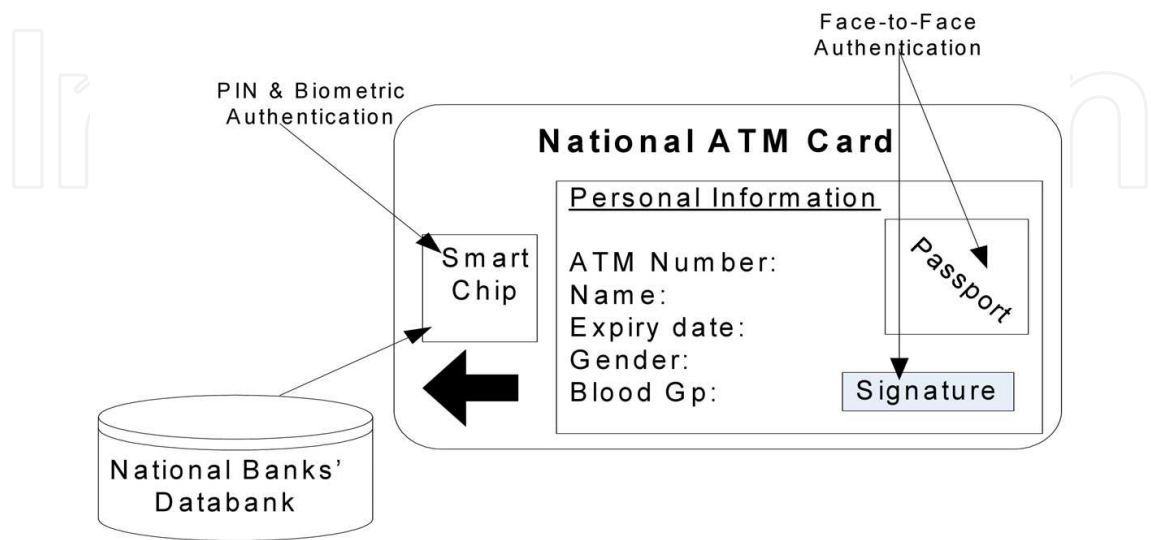 Face-to-Face
Authentication
PIN & Biometric
Authentication
National ATM Card
Personal Information
Smart
Chip
ATM Number:
Name:
Expiry date:
Gender:
Blood Gp:
Passport
Signature
National Banks'
Databank